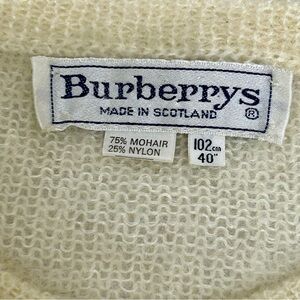 Burberrys
MADE IN SCOTLAND
®
75% MOHAIR
25% NYLON
102cm
40"